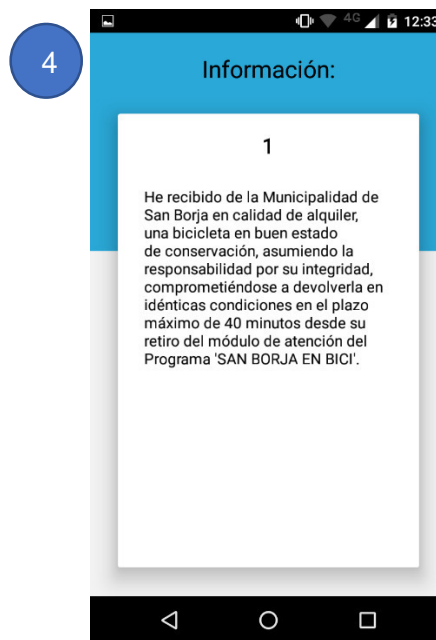 4
4G 12:33
Información:
1
He recibido de la Municipalidad de
San Borja en calidad de alquiler,
una bicicleta en buen estado
de conservación, asumiendo la
responsabilidad por su integridad,
comprometiéndose a devolverla en
idénticas condiciones en el plazo
máximo de 40 minutos desde su
retiro del módulo de atención del
Programa 'SAN BORJA EN BICI'.